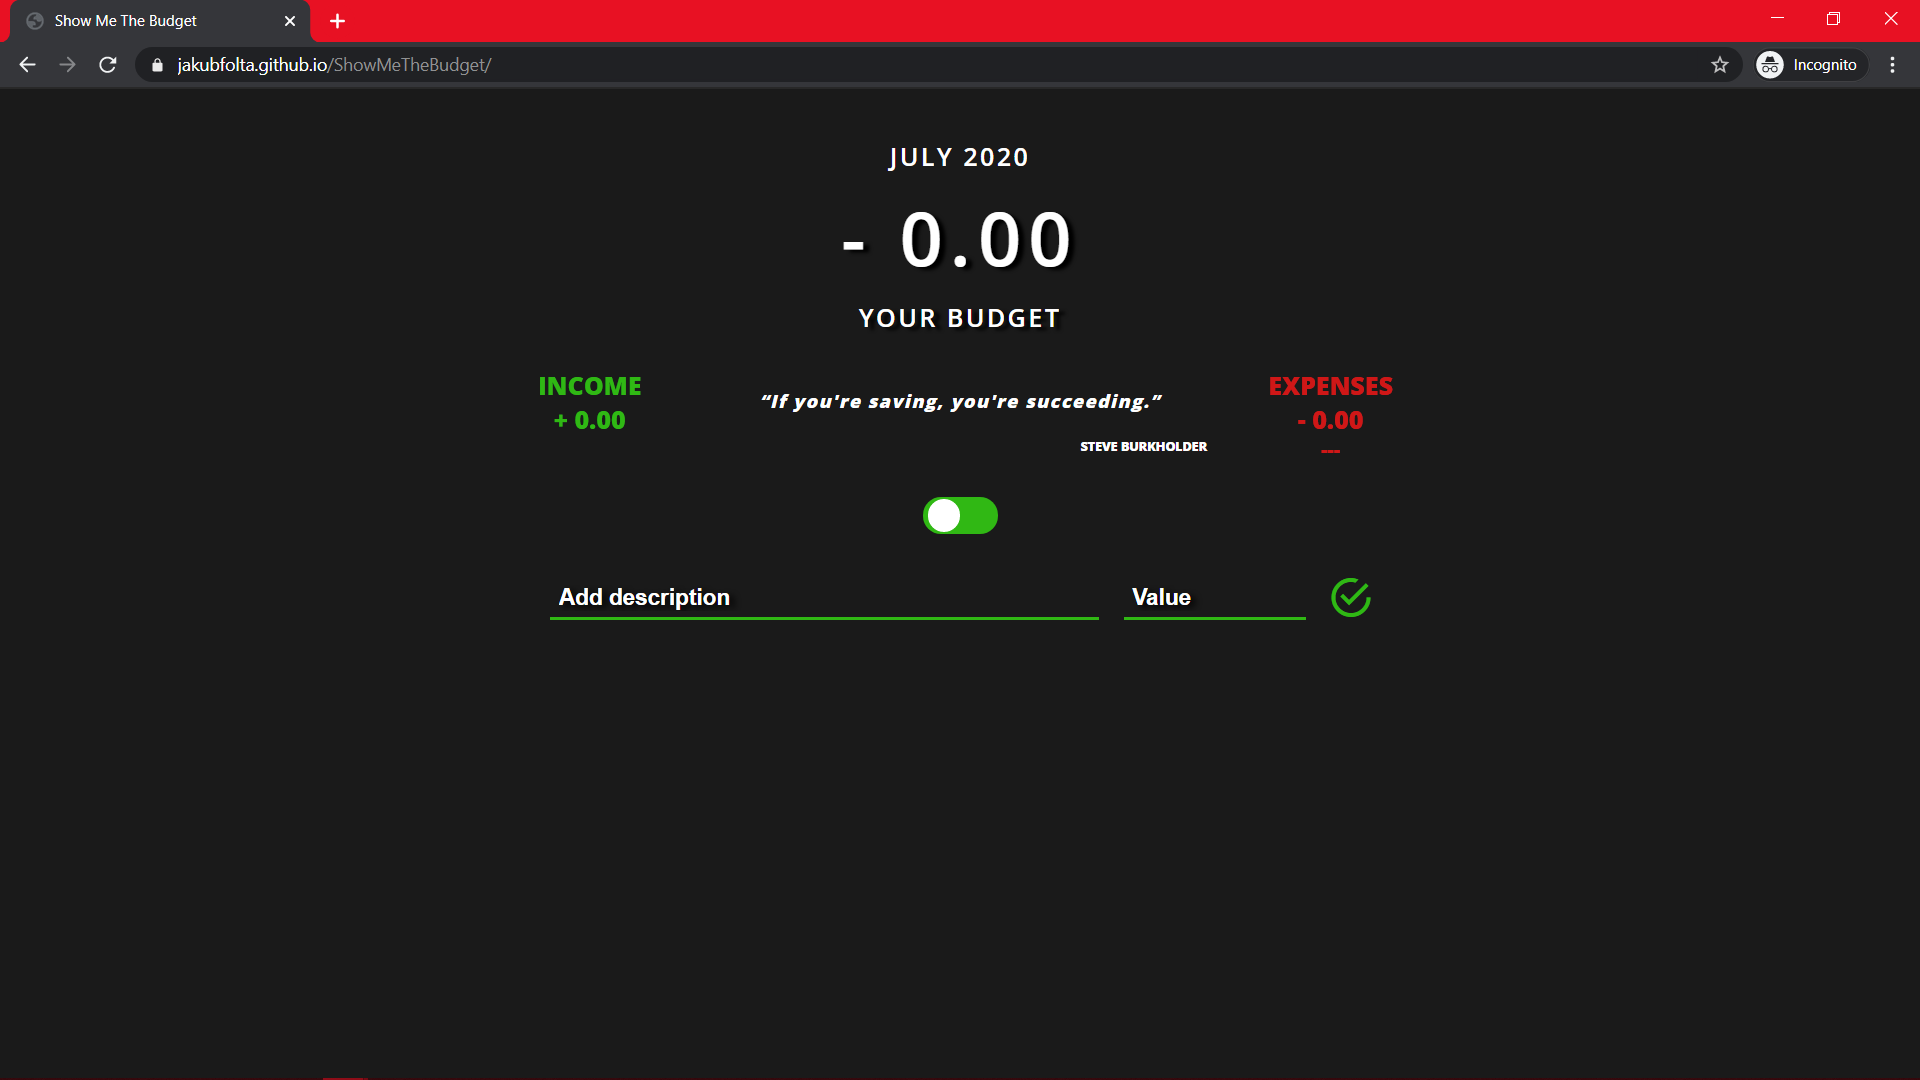 Show Me The Budget
jakubfolta.github.io/ShowMeTheBudget/
Incognito
JULY 2020
- 0.00
YOUR BUDGET
INCOME
+ 0.00
“If you're saving, you're succeeding.”
STEVE BURKHOLDER
EXPENSES
- 0.00
---
Add description
Value